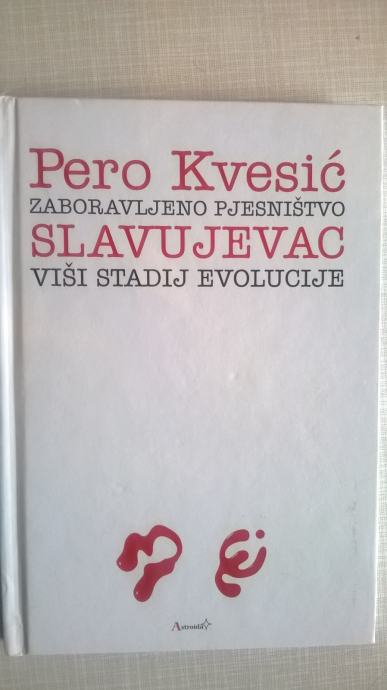 Pero Kvesić
ZABORAVLJENO PJESNIŠTVO
SLAVUJEVAC
VIŠI STADIJ EVOLUCIJE
Astroida